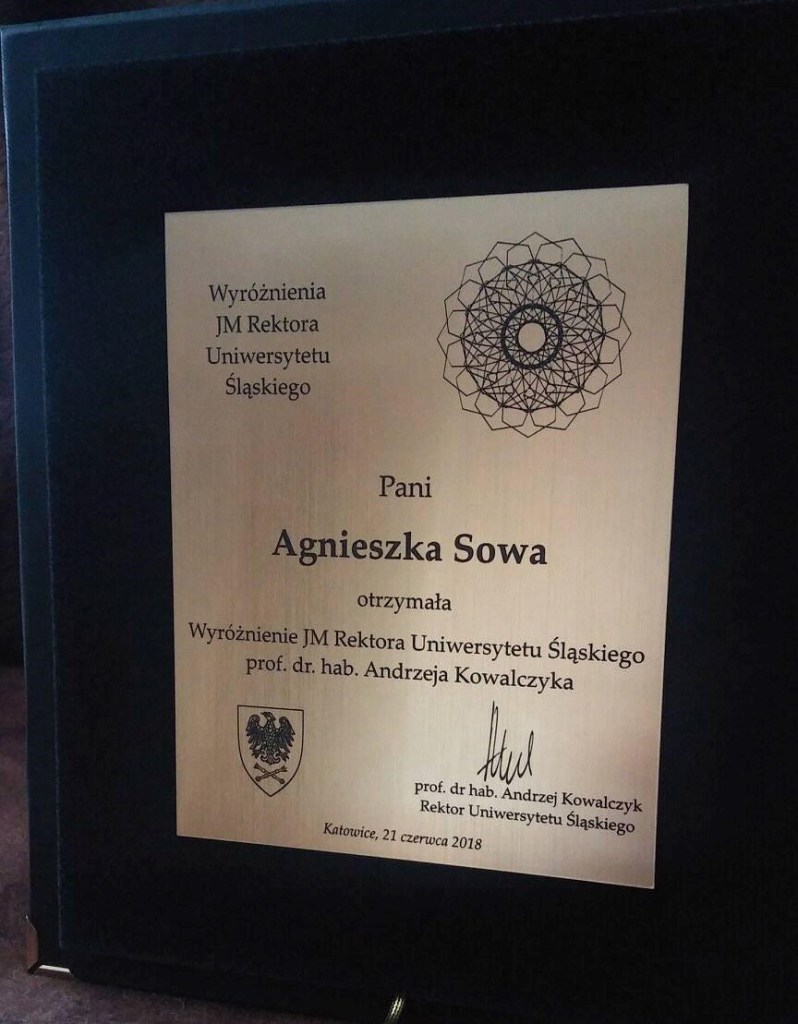 Wyróżnienia
JM Rektora
Uniwersytetu
Śląskiego
Pani
Agnieszka Sowa
otrzymała
Wyróżnienie JM Rektora Uniwersytetu Śląskiego
prof. dr. hab. Andrzeja Kowalczyka
prof. dr hab. Andrzej Kowalczyk
Rektor Uniwersytetu Śląskiego
Katowice, 21 czerwca 2018